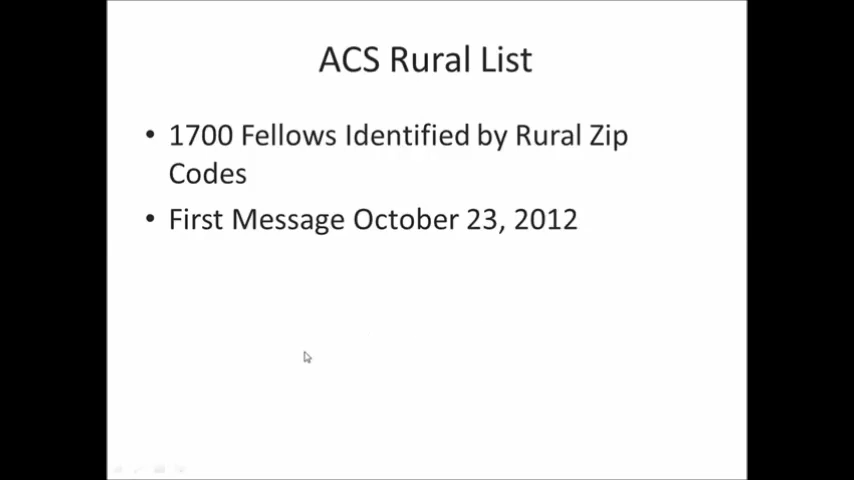 ACS Rural List
• 1700 Fellows Identified by Rural Zip
Codes
• First Message October 23, 2012